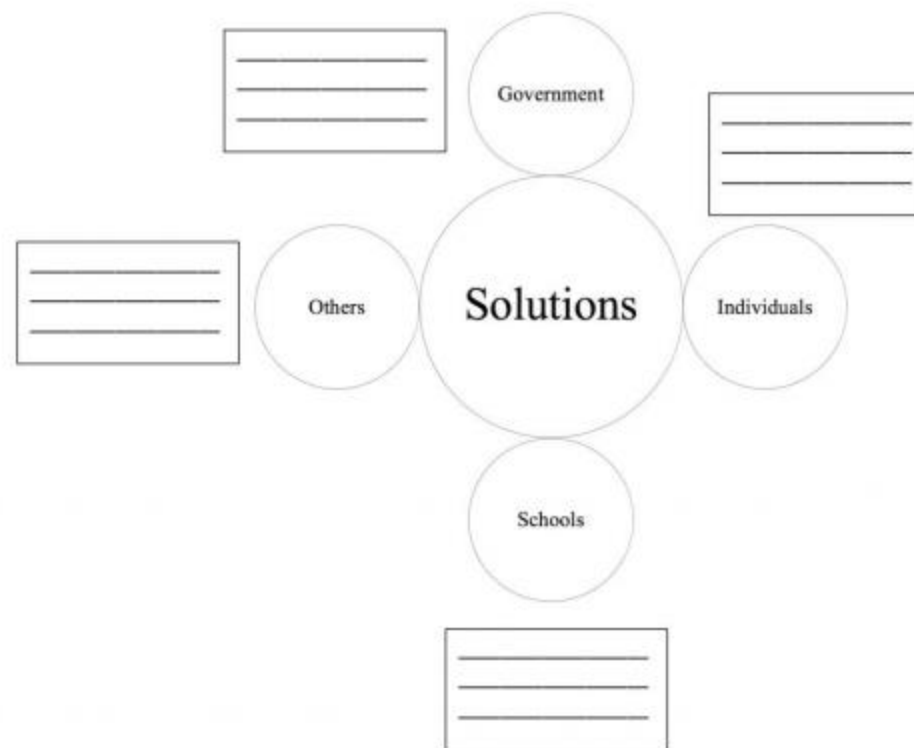 Government
Others
Solutions
Individuals
Schools